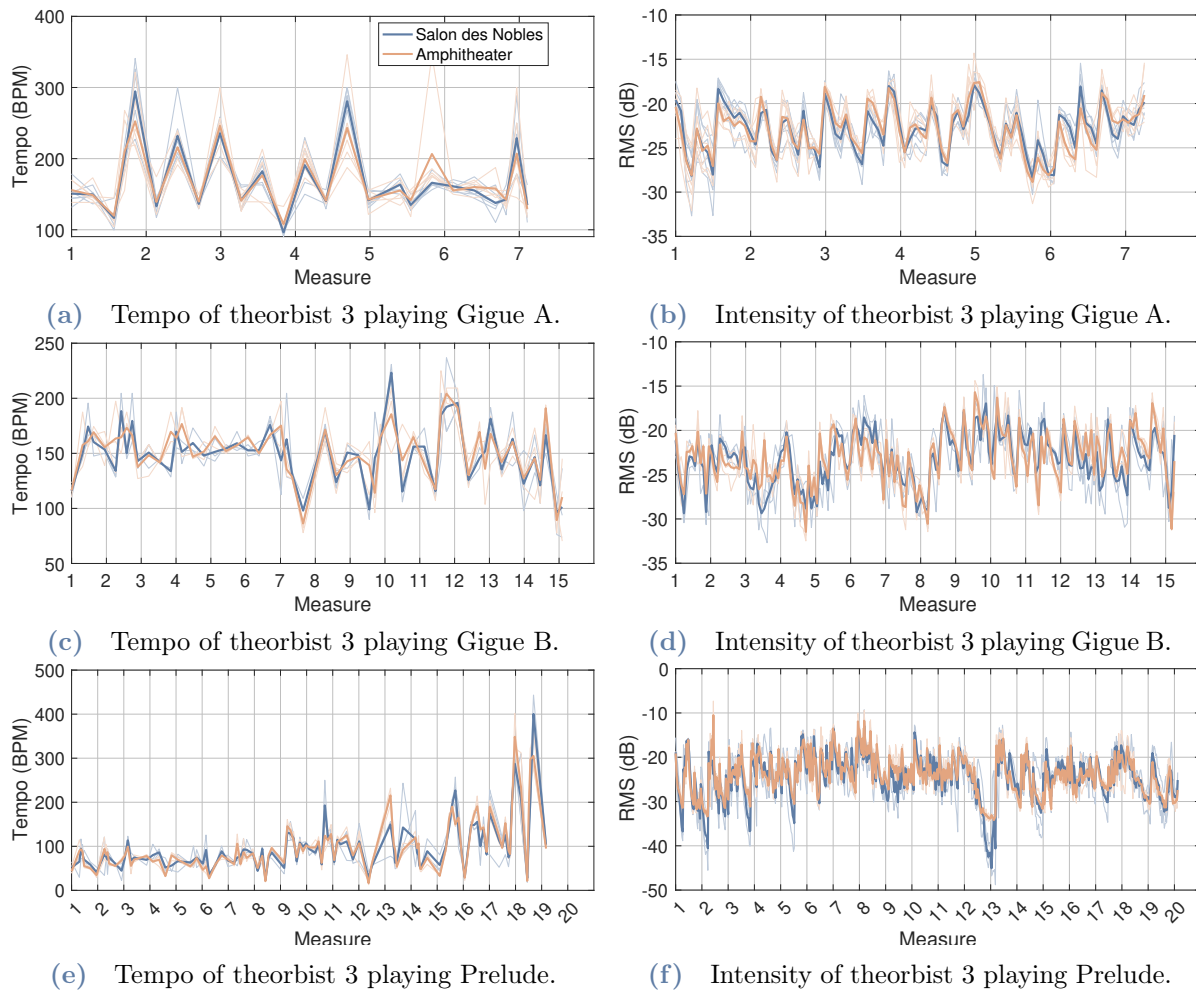 400
300
200
100
Tempo (BPM)
1 2 3 4 5 6 7
Measure
Salon des Nobles
Amphitheater
(a) Tempo of theorbist 3 playing Gigue A.
-10
-15
-20
-25
-30
-35
RMS (dB)
1 2 3 4 5 6 7
Measure
(b) Intensity of theorbist 3 playing Gigue A.
250
200
150
100
50
Tempo (BPM)
1 2 3 4 5 6 7 8 9 10 11 12 13 14 15
Measure
(c) Tempo of theorbist 3 playing Gigue B.
-10
-15
-20
-25
-30
-35
RMS (dB)
1 2 3 4 5 6 7 8 9 10 11 12 13 14 15
Measure
(d) Intensity of theorbist 3 playing Gigue B.
500
400
300
200
100
0
Tempo (BPM)
1 2 3 4 5 6 7 8 9 10 11 12 13 14 15 16 17 18 19 20
Measure
(e) Tempo of theorbist 3 playing Prelude.
0
-10
-20
-30
-40
-50
RMS (dB)
1 2 3 4 5 6 7 8 9 10 11 12 13 14 15 16 17 18 19 20
Measure
(f) Intensity of theorbist 3 playing Prelude.